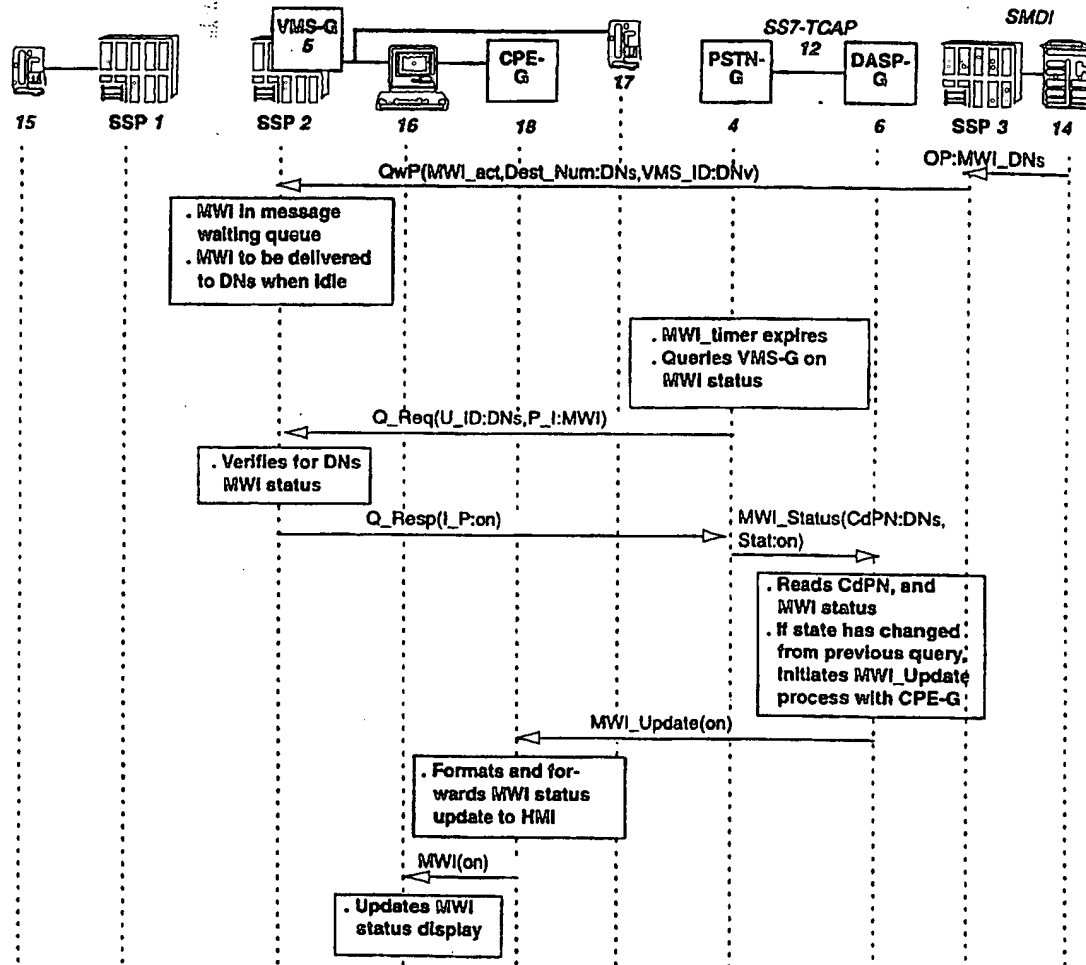 VMS-G
5
SS7-TCAP
12
SMDI
CPE-
G
PSTN-
G
DASP-
G
17
15
SSP 1
SSP 2
16
18
4
6
SSP 3
14
OP:MWI_DNs
QwP(MWI_act,Dest_Num:DNs,VMS_ID:DNv)
. MWI in message
waiting queue
. MWI to be delivered
to DNs when idle
. MWI_timer expires
. Queries VMS-G on
MWI status
Q_Req(U_ID:DNs,P_I:MWI)
. Verifies for DNs
MWI status
Q_Resp(I_P:on)
MWI_Status(CdPN:DNs,
Stat:on)
. Reads CdPN, and
MWI status
. If state has changed
from previous query,
initiates MWI_Update
process with CPE-G
MWI_Update(on)
. Formats and for-
wards MWI status
update to HMI
MWI(on)
. Updates MWI
status display